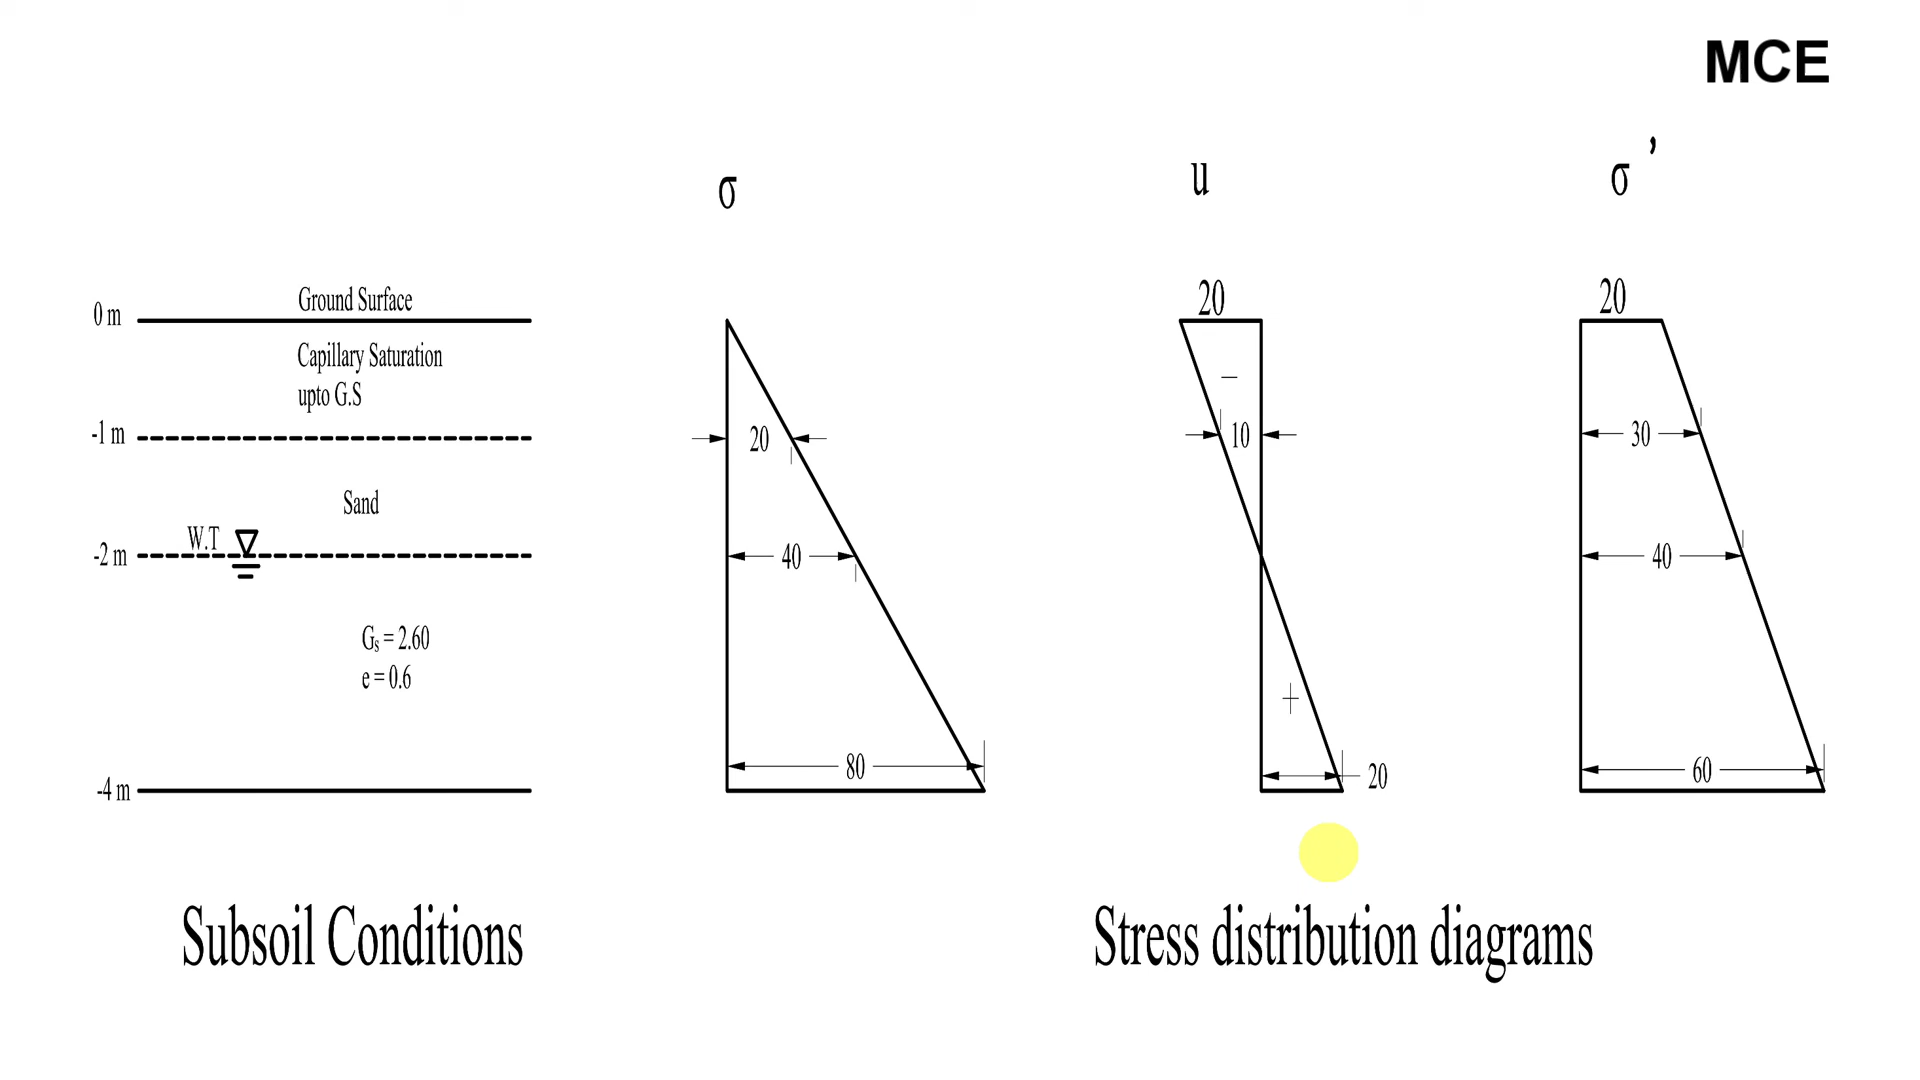 MCE
σ
u
σ ’
Ground Surface
0 m
Capillary Saturation
upto G.S
-1 m
Sand
W.T
-2 m
Gs = 2.60
e = 0.6
-4 m
20
40
80
20
10
20
+
20
30
40
60
Subsoil Conditions
Stress distribution diagrams